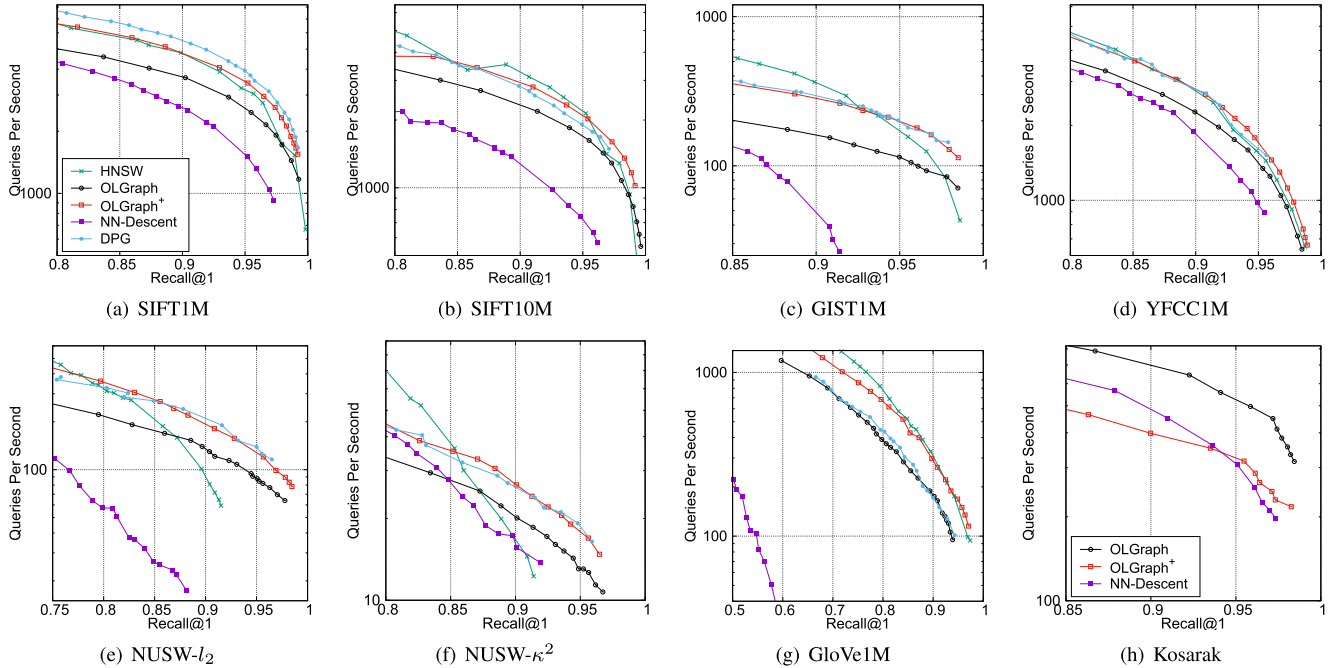 Queries Per Second
1000
HNSW
OLGraph
OLGraph+
NN-Descent
DPG
0.8 0.85 0.9 0.95 1
Recall@1
(a) SIFT1M
Queries Per Second
1000
0.8 0.85 0.9 0.95 1
Recall@1
(b) SIFT10M
Queries Per Second
1000
100
0.85 0.9 0.95 1
Recall@1
(c) GIST1M
Queries Per Second
1000
0.8 0.85 0.9 0.95 1
Recall@1
(d) YFCC1M
Queries Per Second
100
0.75 0.8 0.85 0.9 0.95 1
Recall@1
(e) NUSW-l₂
Queries Per Second
10
0.8 0.85 0.9 0.95 1
Recall@1
(f) NUSW-κ²
Queries Per Second
1000
100
0.5 0.6 0.7 0.8 0.9 1
Recall@1
(g) GloVe1M
Queries Per Second
100
OLGraph
OLGraph+
NN-Descent
0.85 0.9 0.95 1
Recall@1
(h) Kosarak